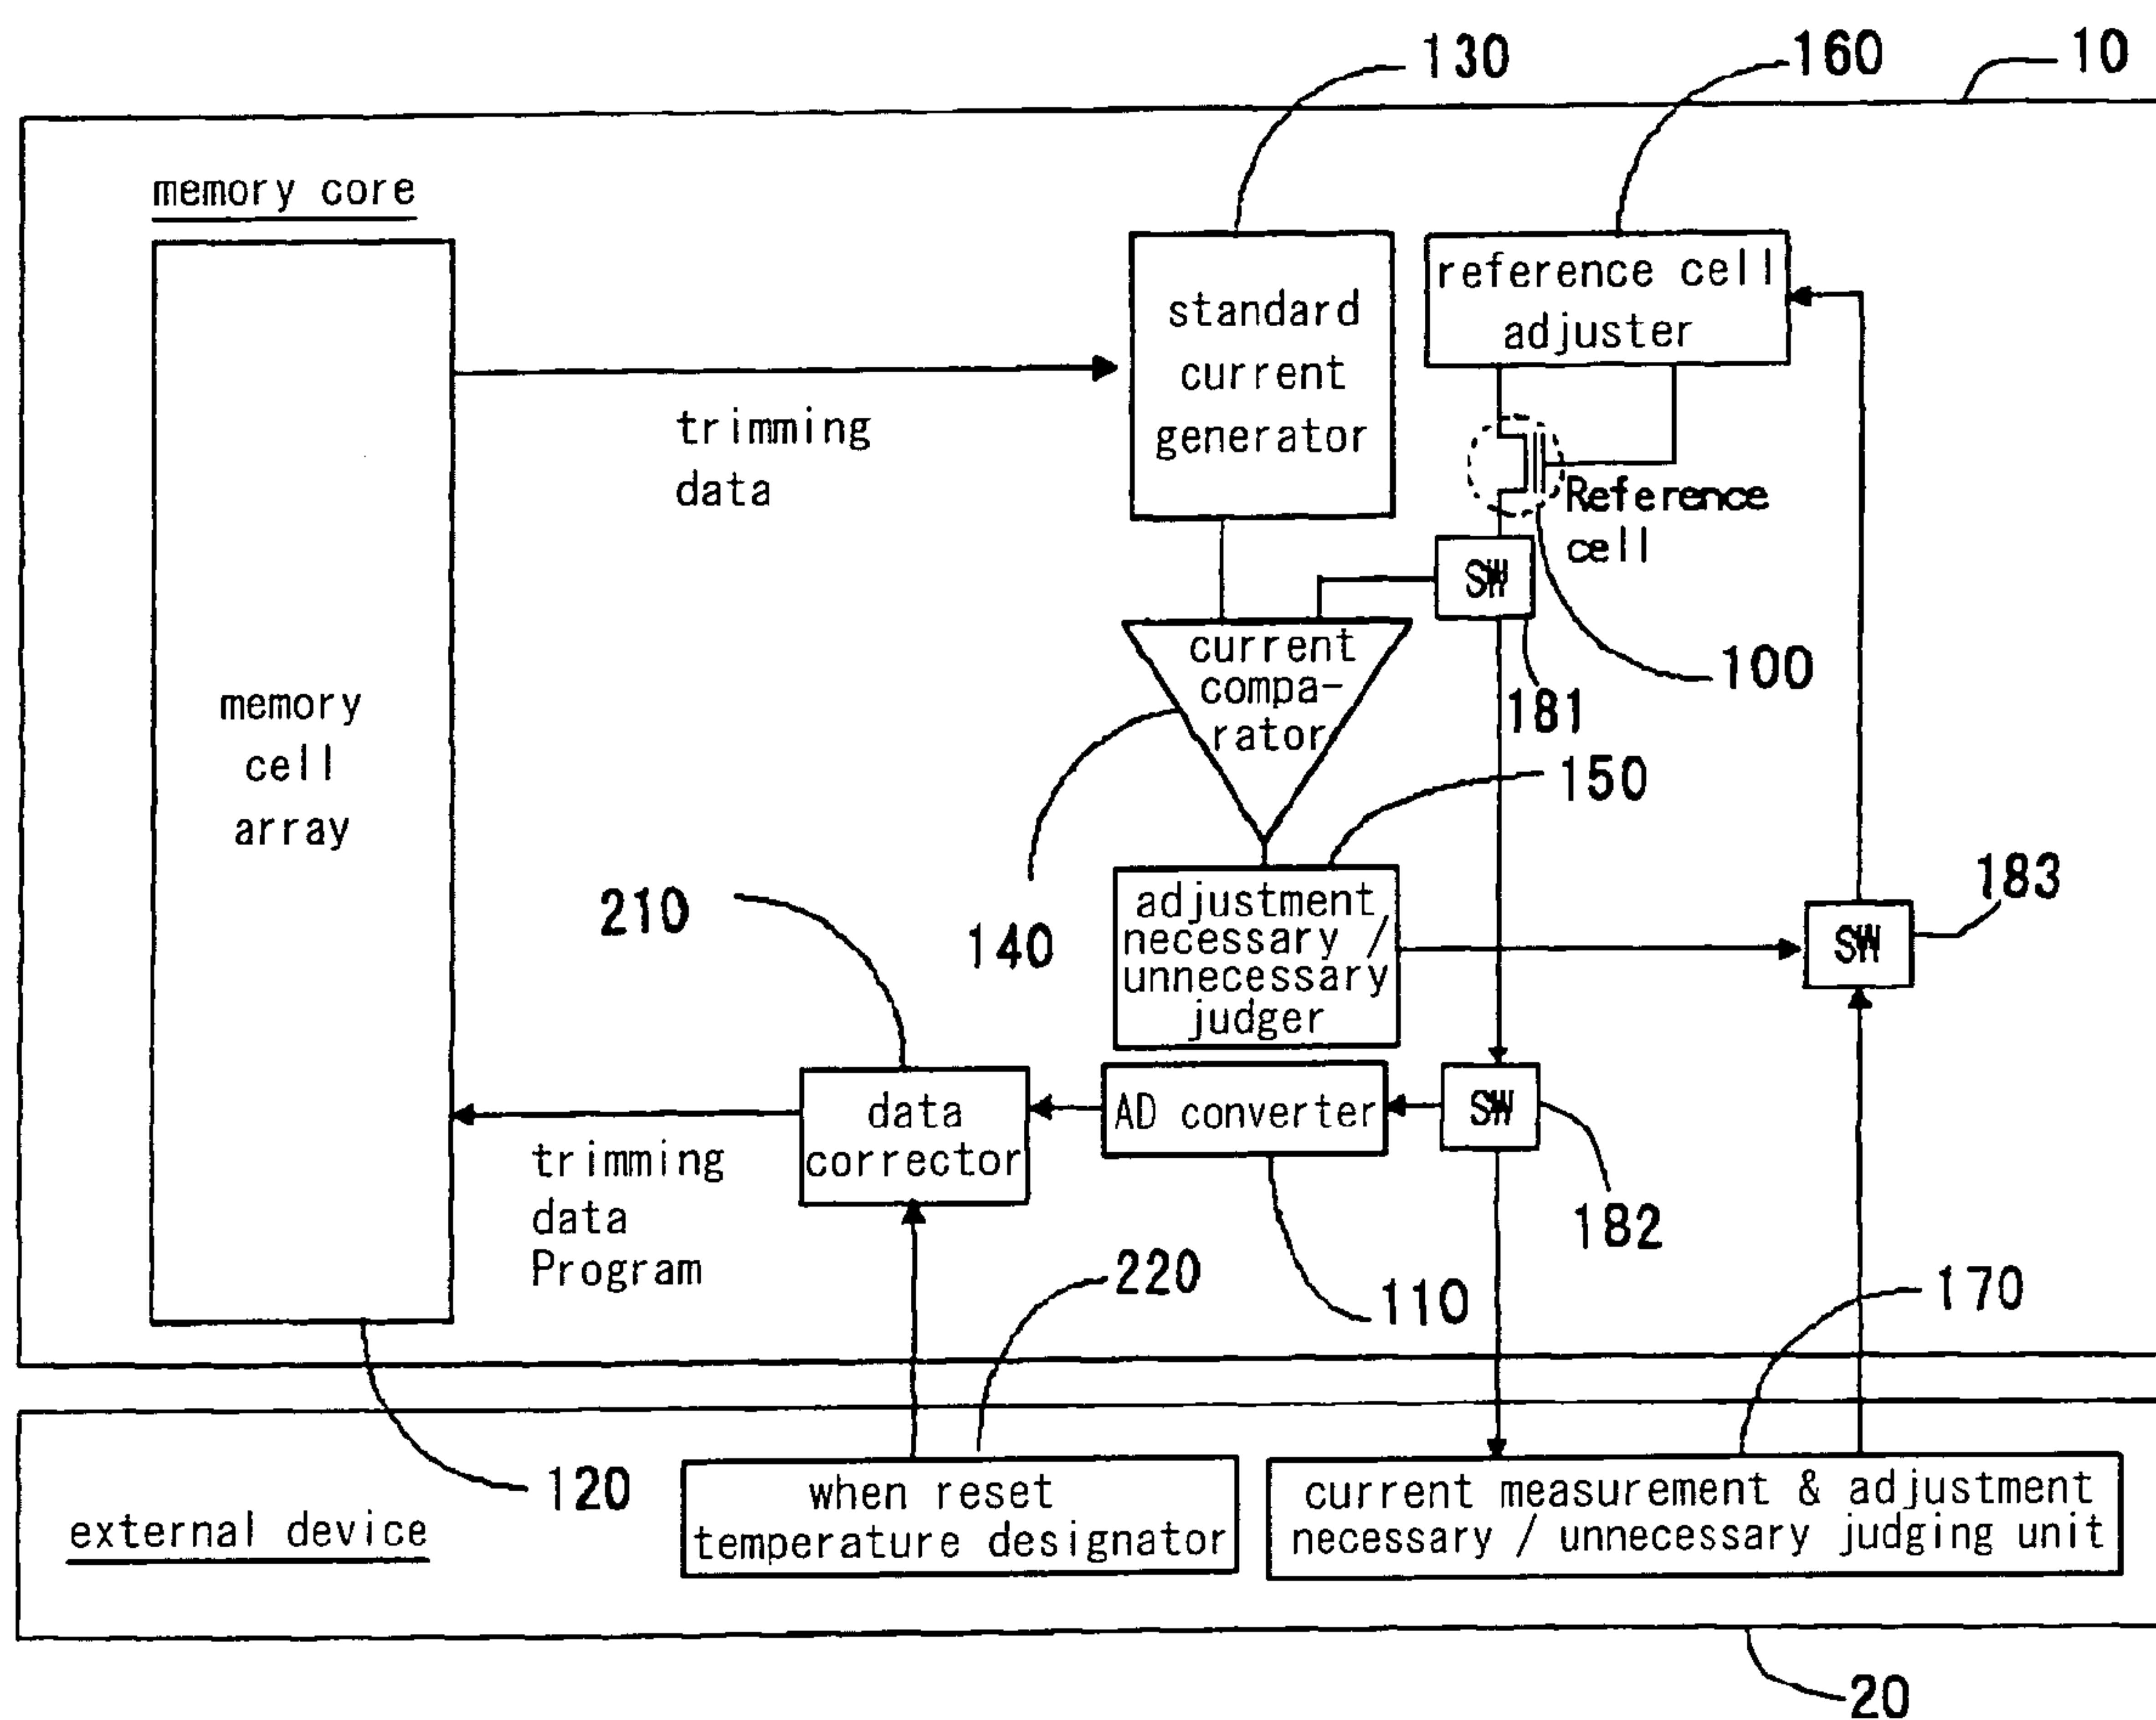 130
160
10
memory core
standard
current
generator
reference cell
adjuster
trimming
data
Reference
cell
SW
current
compa-
rator
100
181
memory
cell
array
150
210
140
adjustment
necessary /
unnecessary
judger
SW
183
data
corrector
AD converter
SW
trimming
data
Program
182
220
110
170
120
external device
when reset
temperature designator
current measurement & adjustment
necessary / unnecessary judging unit
20